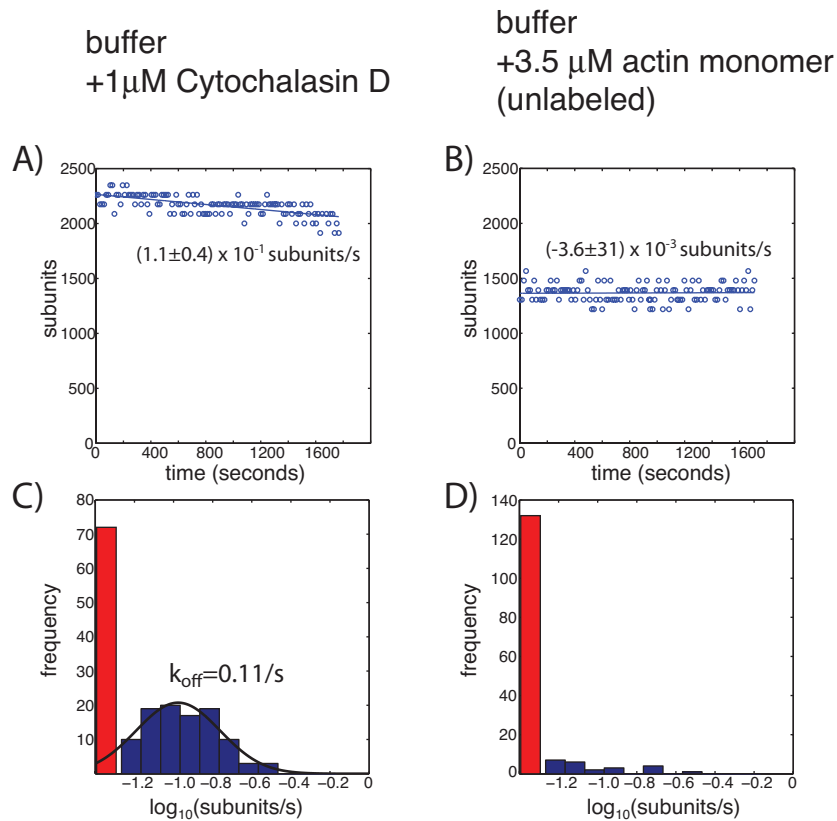 buffer
+1μM Cytochalasin D
buffer
+3.5 μM actin monomer
(unlabeled)
A)
2500
2000
1500
1000
500
0
subunits
(1.1±0.4) x 10⁻¹ subunits/s
0 400 800 1200 1600
time (seconds)
B)
2500
2000
1500
1000
500
0
subunits
(-3.6±31) x 10⁻³ subunits/s
0 400 800 1200 1600
time (seconds)
C)
80
70
60
50
40
30
20
10
frequency
k_off=0.11/s
−1.2 −1.0 −0.8 −0.6 −0.4 −0.2 0
log₁₀(subunits/s)
D)
140
120
100
80
60
40
20
0
frequency
−1.2 −1.0 −0.8 −0.6 −0.4 −0.2 0
log₁₀(subunits/s)